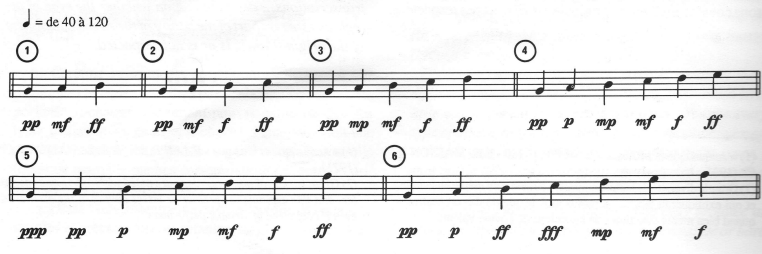 ♩ = de 40 à 120
1 2 3 4
pp mf ff pp mf f ff pp mp mf f ff pp p mp mf f ff
5 6
ppp pp p mp mf f ff pp p ff fff mp mf f